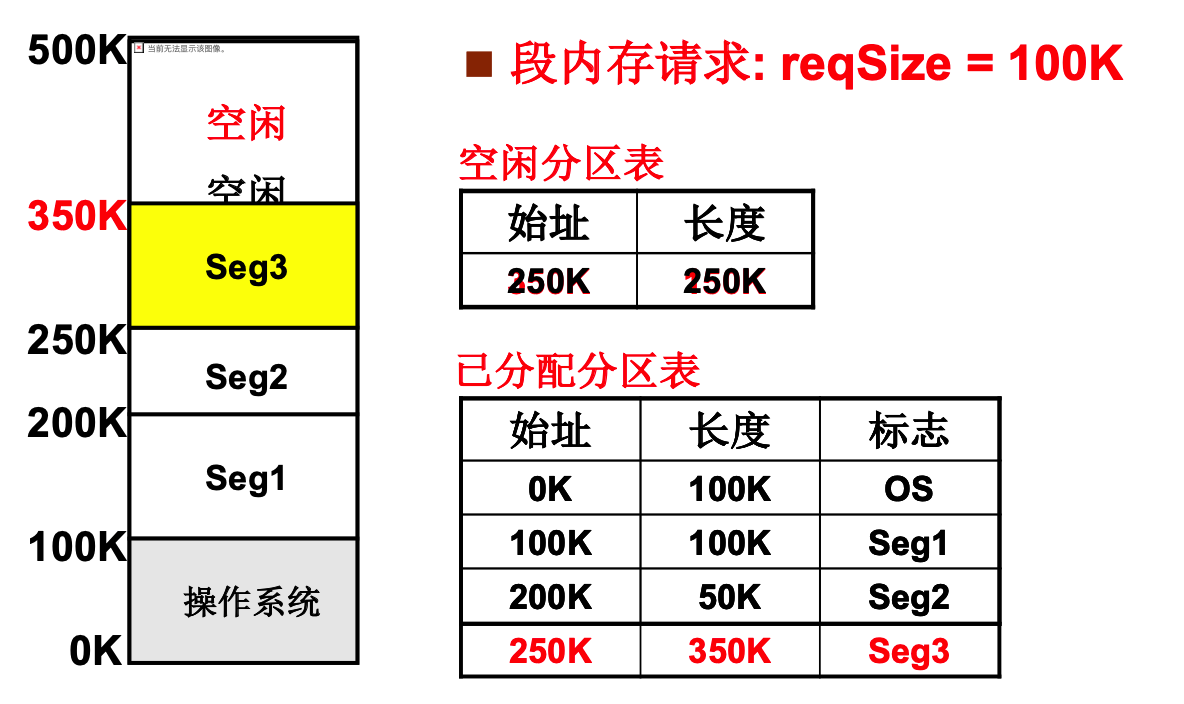 500K
当前无法显示该图像。
空闲
空闲
350K
Seg3
250K
Seg2
200K
Seg1
100K
操作系统
0K
段内存请求: reqSize = 100K
空闲分区表
始址 长度
250K 250K
已分配分区表
始址 长度 标志
0K 100K OS
100K 100K Seg1
200K 50K Seg2
250K 350K Seg3